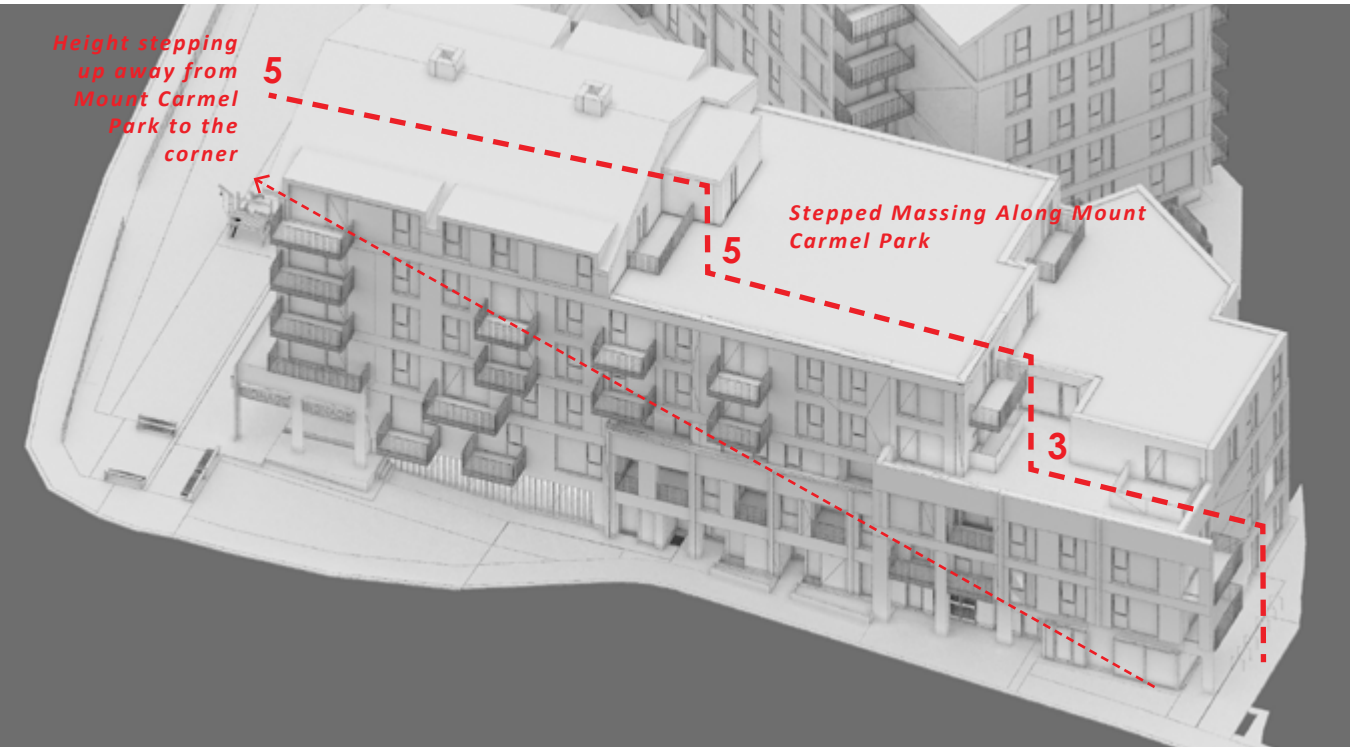 Height stepping
up away from
Mount Carmel
Park to the
corner
5
Stepped Massing Along Mount
Carmel Park
5
3